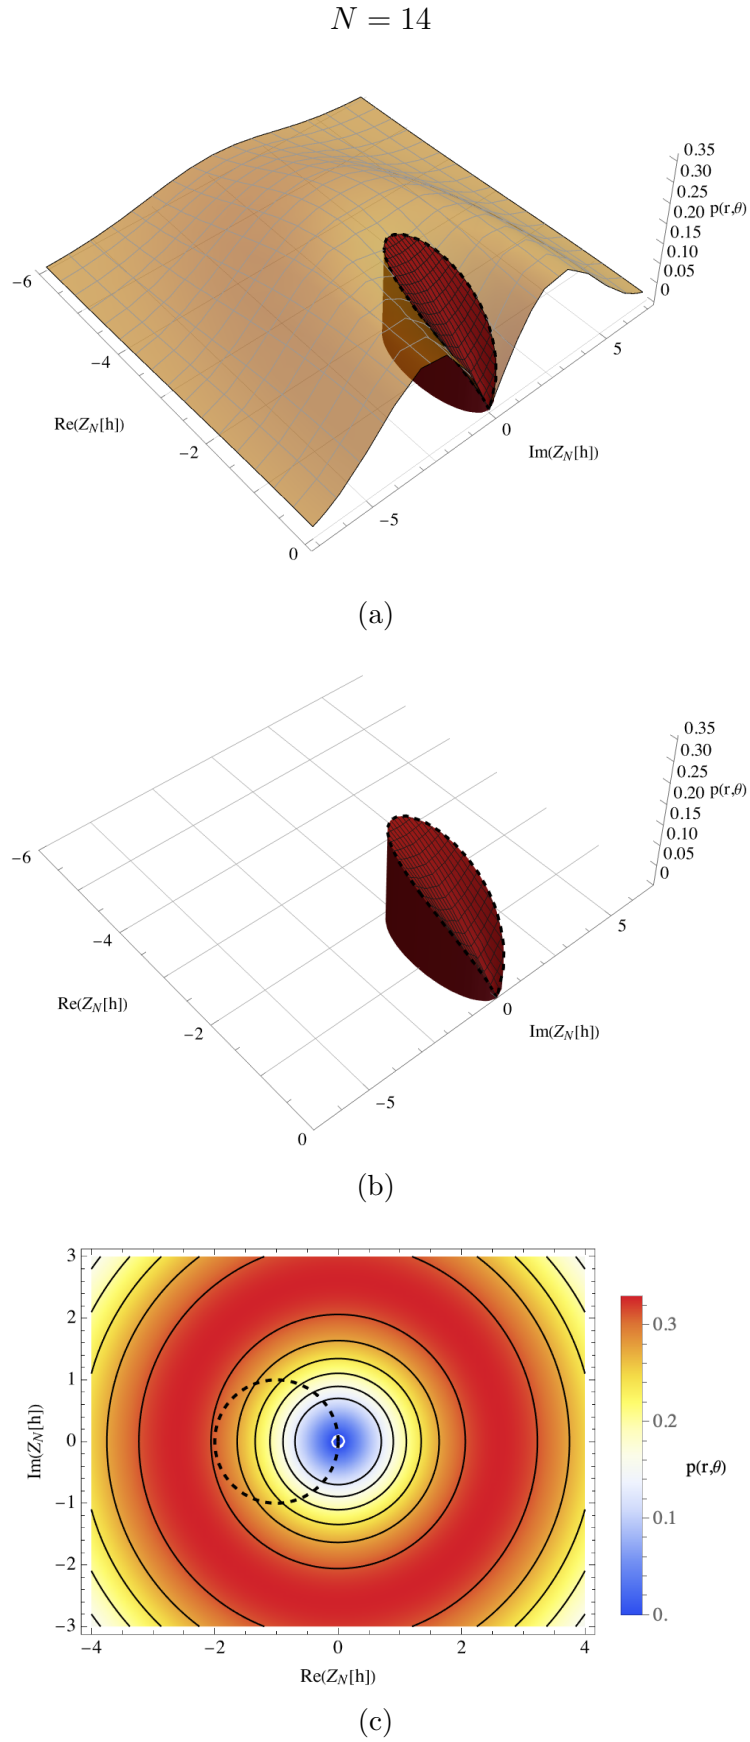 N = 14
0.35
0.30
0.25
0.20 p(r,θ)
0.15
0.10
0.05
0
−6
5
−4
Re(Z_N[h])
0
Im(Z_N[h])
−2
−5
0
(a)
0.35
0.30
0.25
0.20 p(r,θ)
0.15
0.10
0.05
0
−6
5
−4
Re(Z_N[h])
0
Im(Z_N[h])
−2
−5
0
(b)
3
2
1
0
−1
−2
−3
Im(Z_N[h])
−4 −2 0 2 4
Re(Z_N[h])
0.3
0.2
0.1
0.
p(r,θ)
(c)